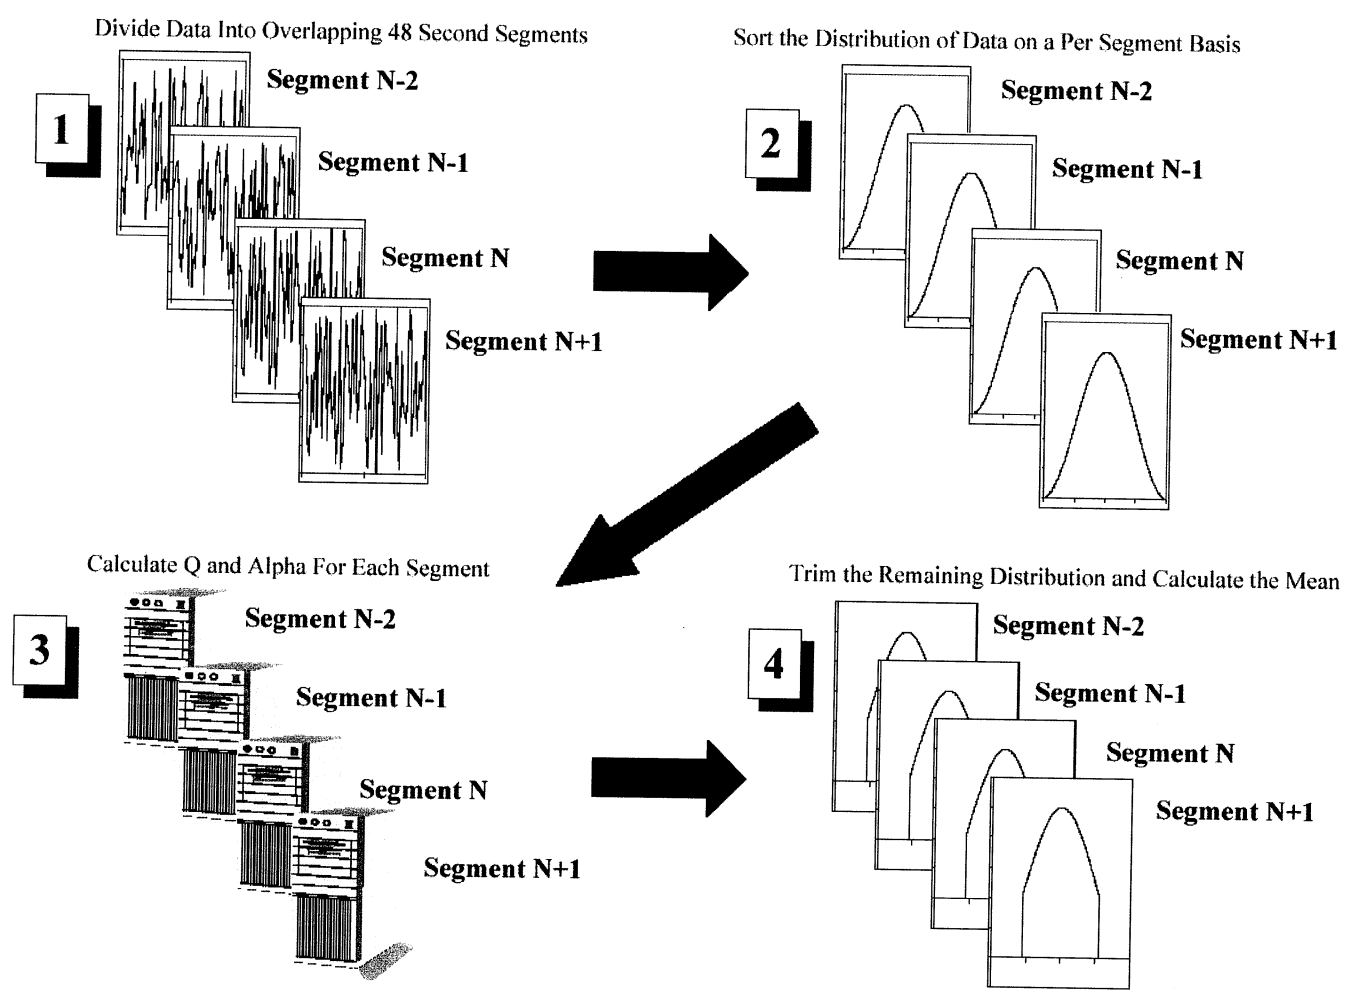 Divide Data Into Overlapping 48 Second Segments
1
Segment N-2
Segment N-1
Segment N
Segment N+1
Sort the Distribution of Data on a Per Segment Basis
2
Segment N-2
Segment N-1
Segment N
Segment N+1
Calculate Q and Alpha For Each Segment
3
Segment N-2
Segment N-1
Segment N
Segment N+1
Trim the Remaining Distribution and Calculate the Mean
4
Segment N-2
Segment N-1
Segment N
Segment N+1